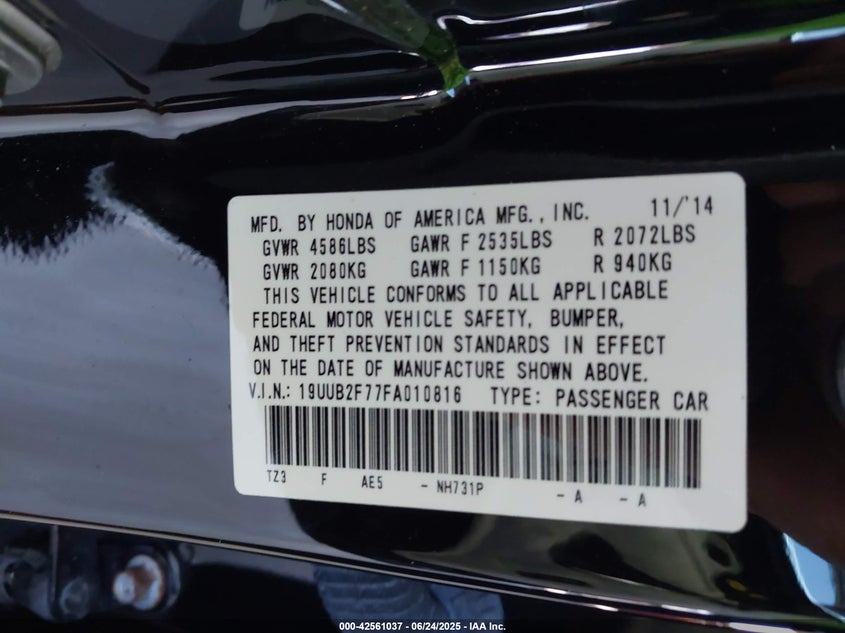 MFD. BY HONDA OF AMERICA MFG., INC. 11/'14
GVWR 4586LBS GAWR F 2535LBS R 2072LBS
GVWR 2080KG GAWR F 1150KG R 940KG
THIS VEHICLE CONFORMS TO ALL APPLICABLE
FEDERAL MOTOR VEHICLE SAFETY, BUMPER,
AND THEFT PREVENTION STANDARDS IN EFFECT
ON THE DATE OF MANUFACTURE SHOWN ABOVE.
V.I.N.: 19UUB2F77FA010816 TYPE: PASSENGER CAR
TZ3 F AE5 - NH731P - A - A
000-42561037 - 06/24/2025 - IAA Inc.